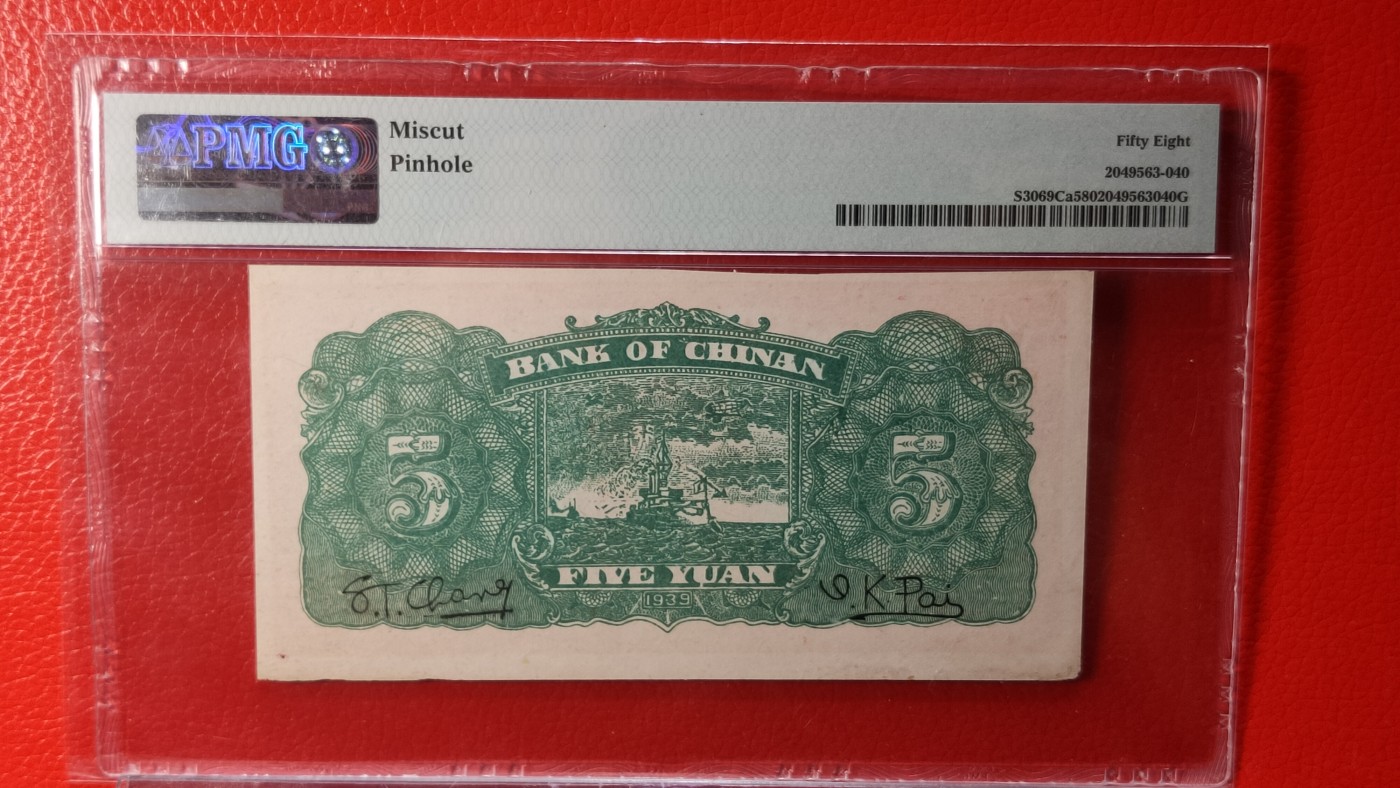 PMG
Miscut
Pinhole
Fifty Eight
2049563-040
S3069Ca5802049563040G
BANK OF CHINAN
5
5
FIVE YUAN
S.T. Chang
1939
K. Pai